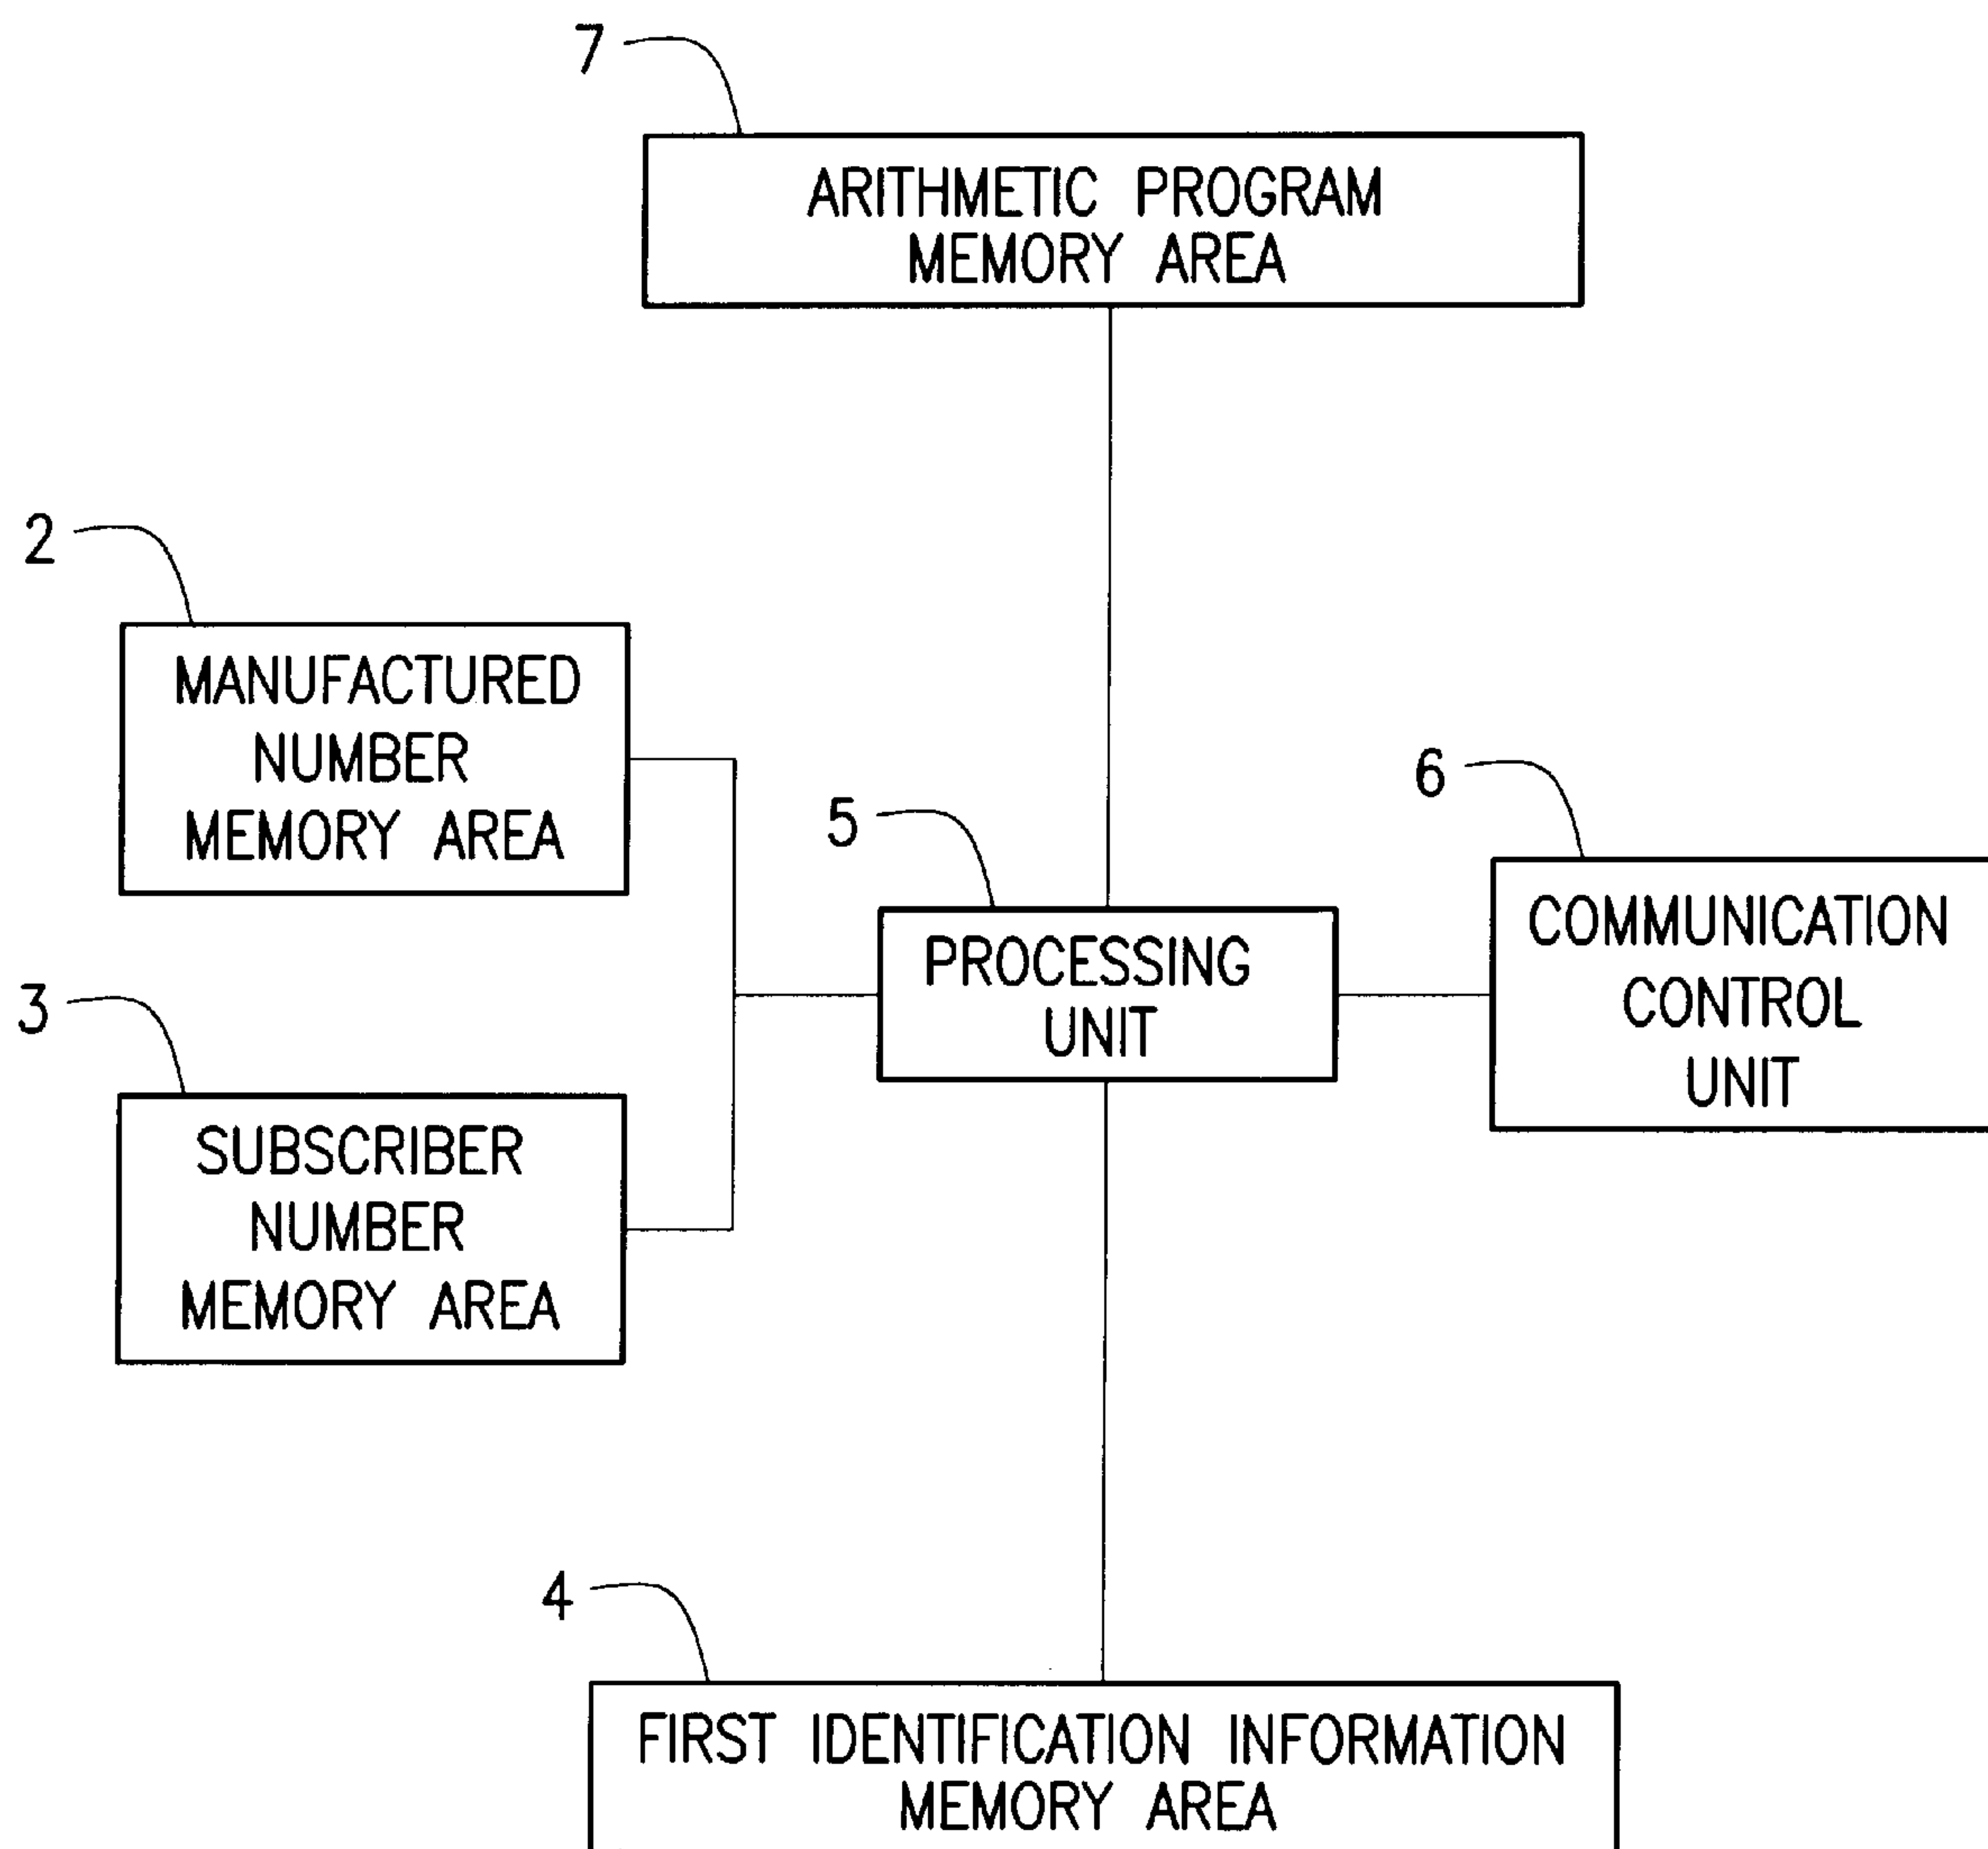 7
ARITHMETIC PROGRAM
MEMORY AREA
2
MANUFACTURED
NUMBER
MEMORY AREA
3
SUBSCRIBER
NUMBER
MEMORY AREA
5
PROCESSING
UNIT
6
COMMUNICATION
CONTROL
UNIT
4
FIRST IDENTIFICATION INFORMATION
MEMORY AREA